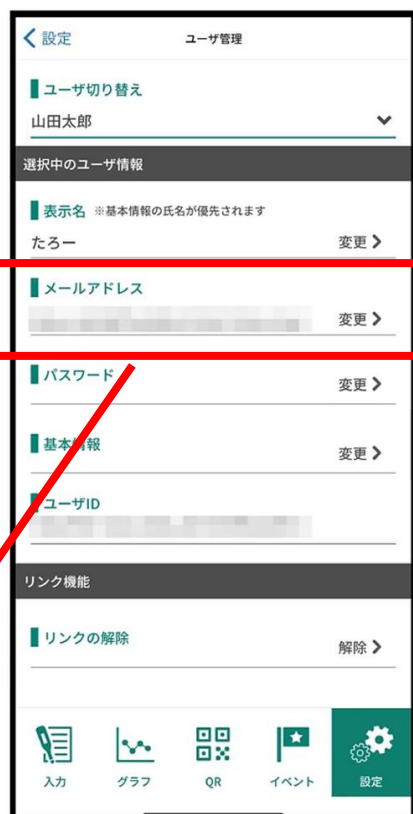 設定 ユーザ管理
ユーザ切り替え
山田太郎
選択中のユーザ情報
表示名 ※基本情報の氏名が優先されます
たろー 変更
メールアドレス
変更
パスワード
変更
基本情報
変更
ユーザID
リンク機能
リンクの解除
解除
入力 グラフ QR イベント 設定